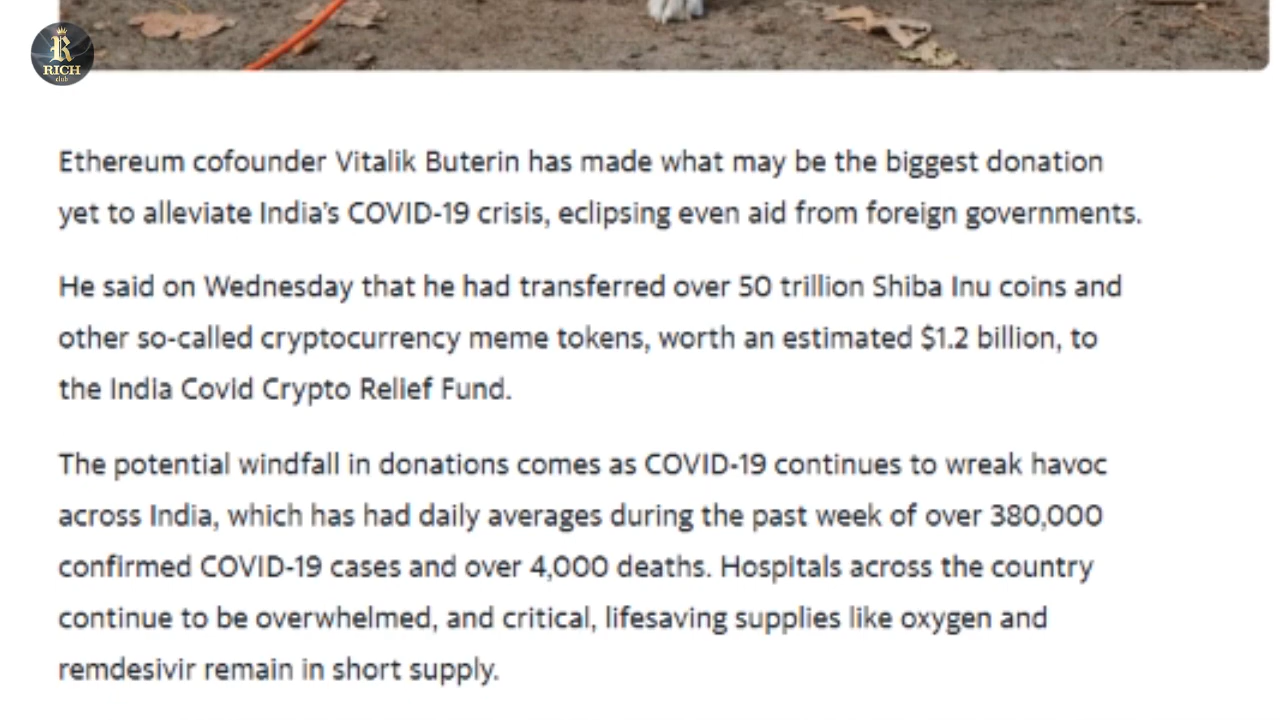 R
RICH
club
Ethereum cofounder Vitalik Buterin has made what may be the biggest donation
yet to alleviate India's COVID-19 crisis, eclipsing even aid from foreign governments.
He said on Wednesday that he had transferred over 50 trillion Shiba Inu coins and
other so-called cryptocurrency meme tokens, worth an estimated $1.2 billion, to
the India Covid Crypto Relief Fund.
The potential windfall in donations comes as COVID-19 continues to wreak havoc
across India, which has had daily averages during the past week of over 380,000
confirmed COVID-19 cases and over 4,000 deaths. Hospitals across the country
continue to be overwhelmed, and critical, lifesaving supplies like oxygen and
remdesivir remain in short supply.